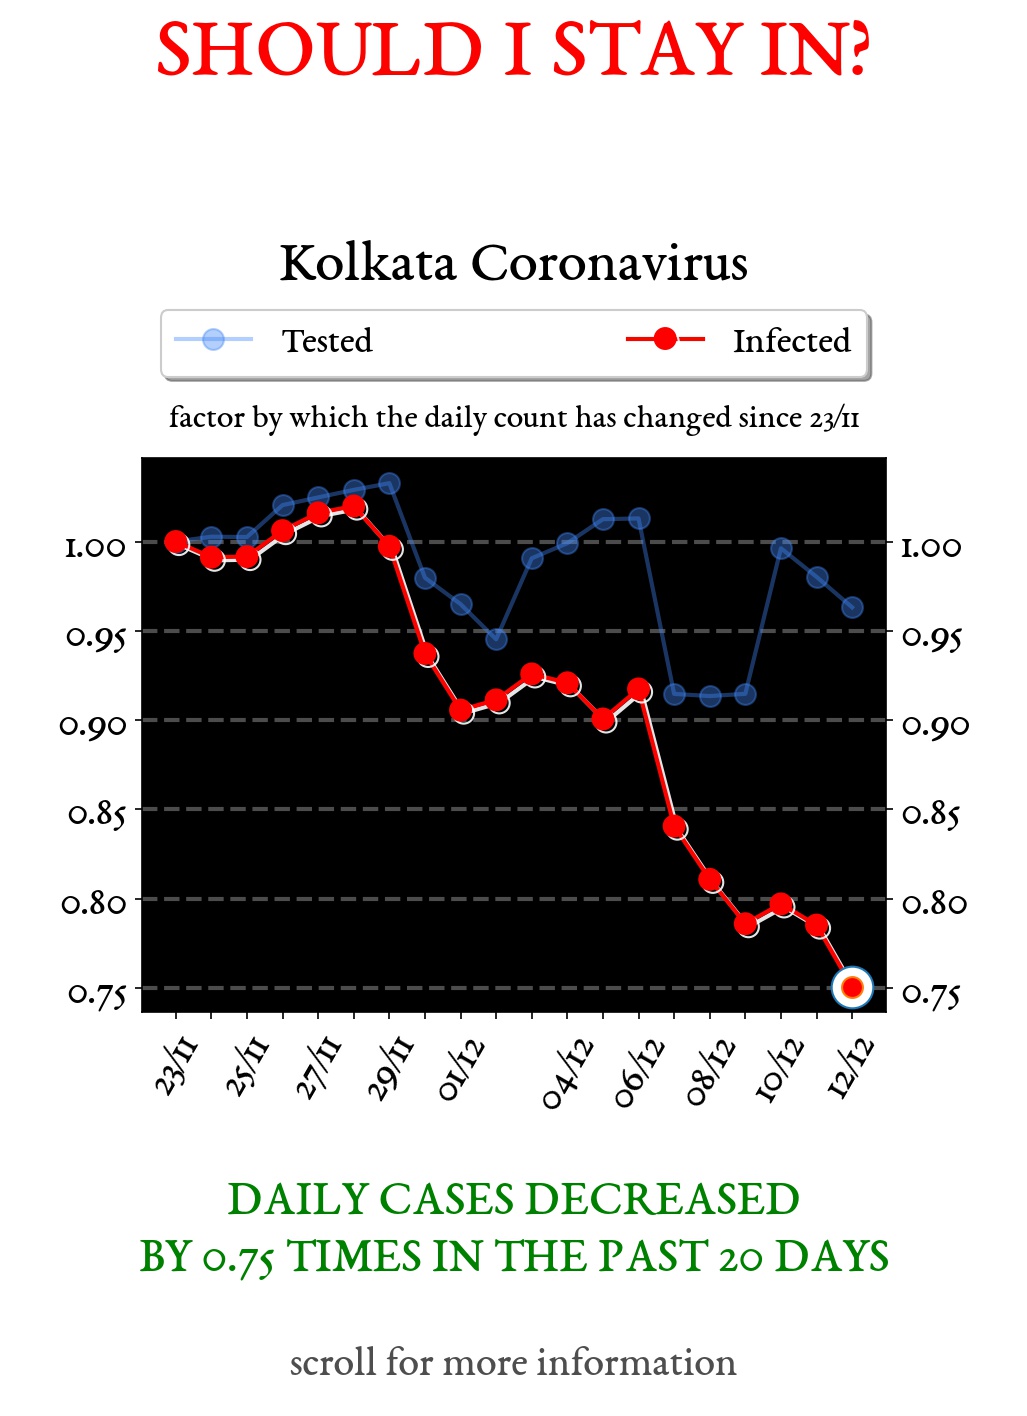 SHOULD I STAY IN?
Kolkata Coronavirus
Tested Infected
factor by which the daily count has changed since 23/11
1.00 1.00
0.95 0.95
0.90 0.90
0.85 0.85
0.80 0.80
0.75 0.75
23/11 25/11 27/11 29/11 01/12 04/12 06/12 08/12 10/12 12/12
DAILY CASES DECREASED
BY 0.75 TIMES IN THE PAST 20 DAYS
scroll for more information